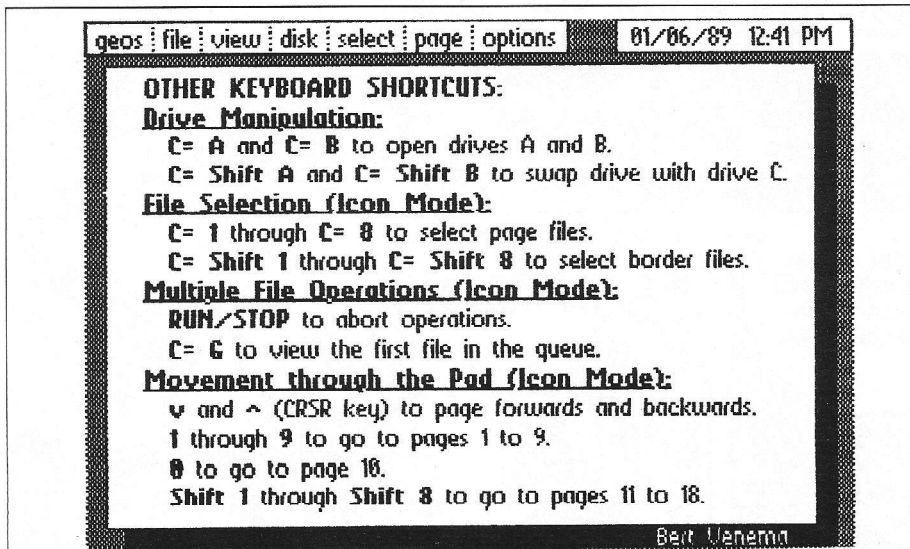 geos file view disk select page options 01/06/89 12:41 PM
OTHER KEYBOARD SHORTCUTS:
Drive Manipulation:
C= A and C= B to open drives A and B.
C= Shift A and C= Shift B to swap drive with drive C.
File Selection (Icon Mode):
C= 1 through C= 8 to select page files.
C= Shift 1 through C= Shift 8 to select border files.
Multiple File Operations (Icon Mode):
RUN/STOP to abort operations.
C= G to view the first file in the queue.
Movement through the Pad (Icon Mode):
v and ^ (CRSR key) to page forwards and backwards.
1 through 9 to go to pages 1 to 9.
0 to go to page 10.
Shift 1 through Shift 8 to go to pages 11 to 18.
Bert Venema